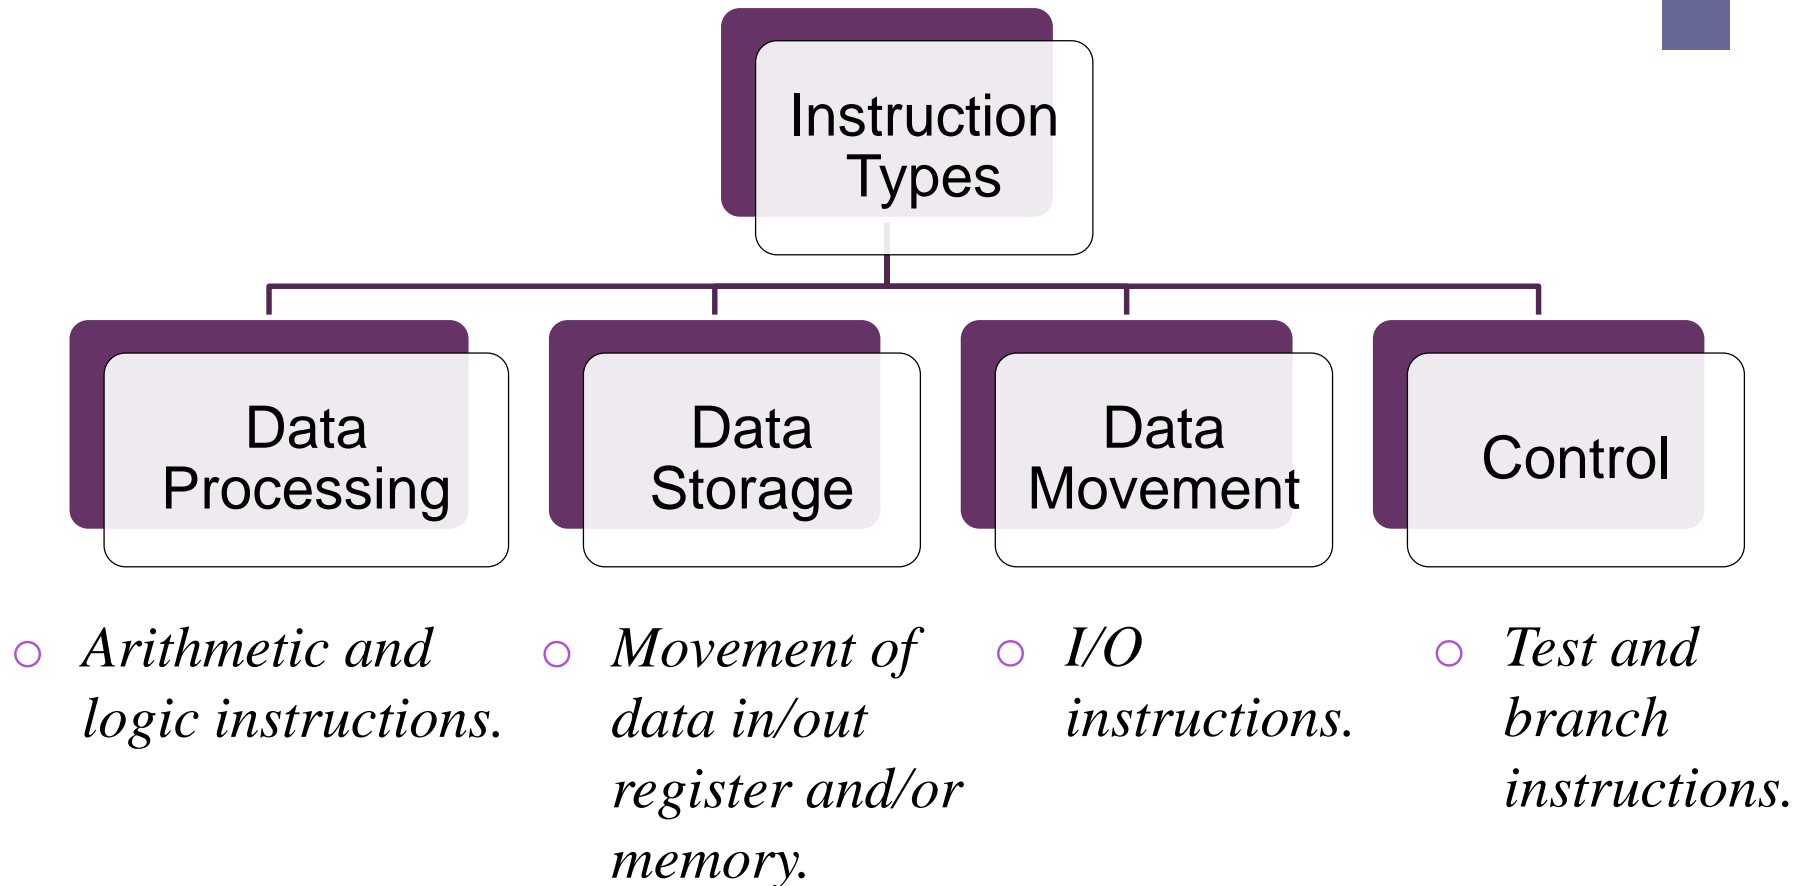 Instruction
Types
Data
Processing
Data
Storage
Data
Movement
Control
Arithmetic and
logic instructions.
Movement of
data in/out
register and/or
memory.
I/O
instructions.
Test and
branch
instructions.